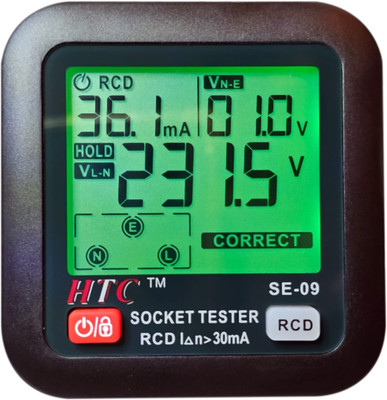 RCD VN-E
36.1mA 01.0V
HOLD
VL-N 231.5V
E
N L
CORRECT
HTC™ SE-09
SOCKET TESTER RCD
RCD I△n>30mA